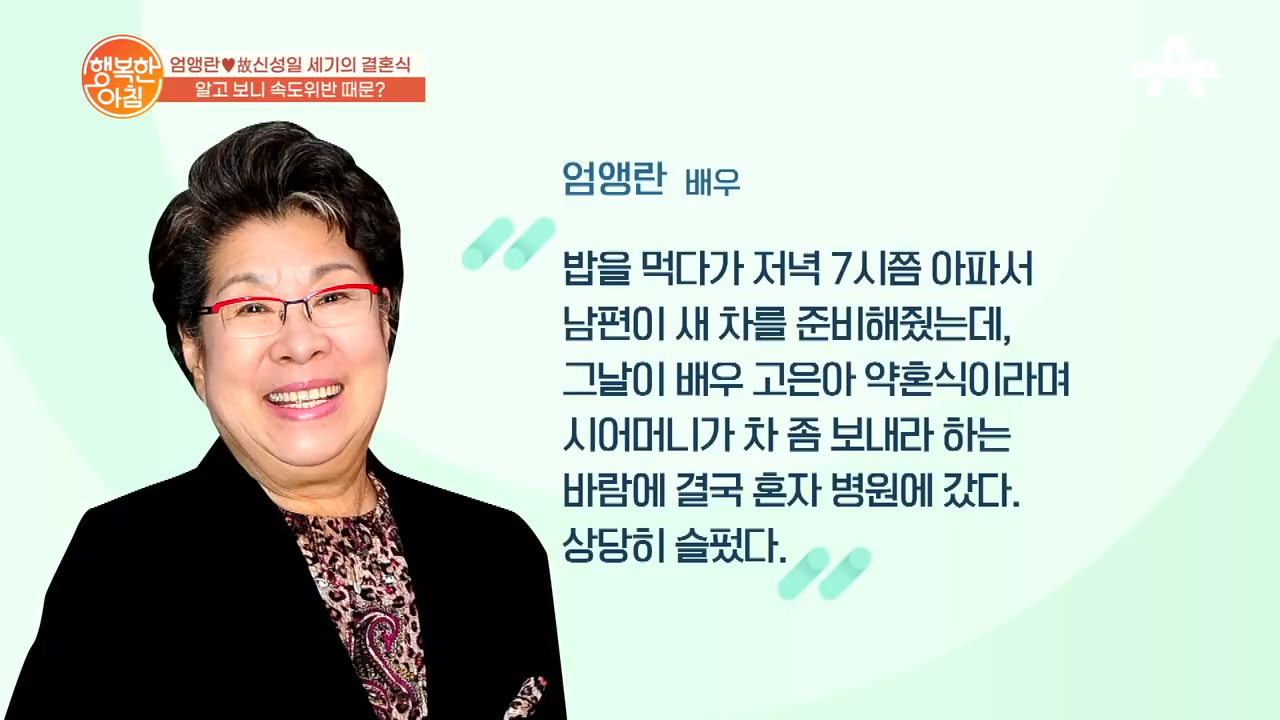 행복한
아침
엄앵란♥故신성일 세기의 결혼식
알고 보니 속도위반 때문?
CHANNEL A
엄앵란 배우
밥을 먹다가 저녁 7시쯤 아파서
남편이 새 차를 준비해줬는데,
그날이 배우 고은아 약혼식이라며
시어머니가 차 좀 보내라 하는
바람에 결국 혼자 병원에 갔다.
상당히 슬펐다.